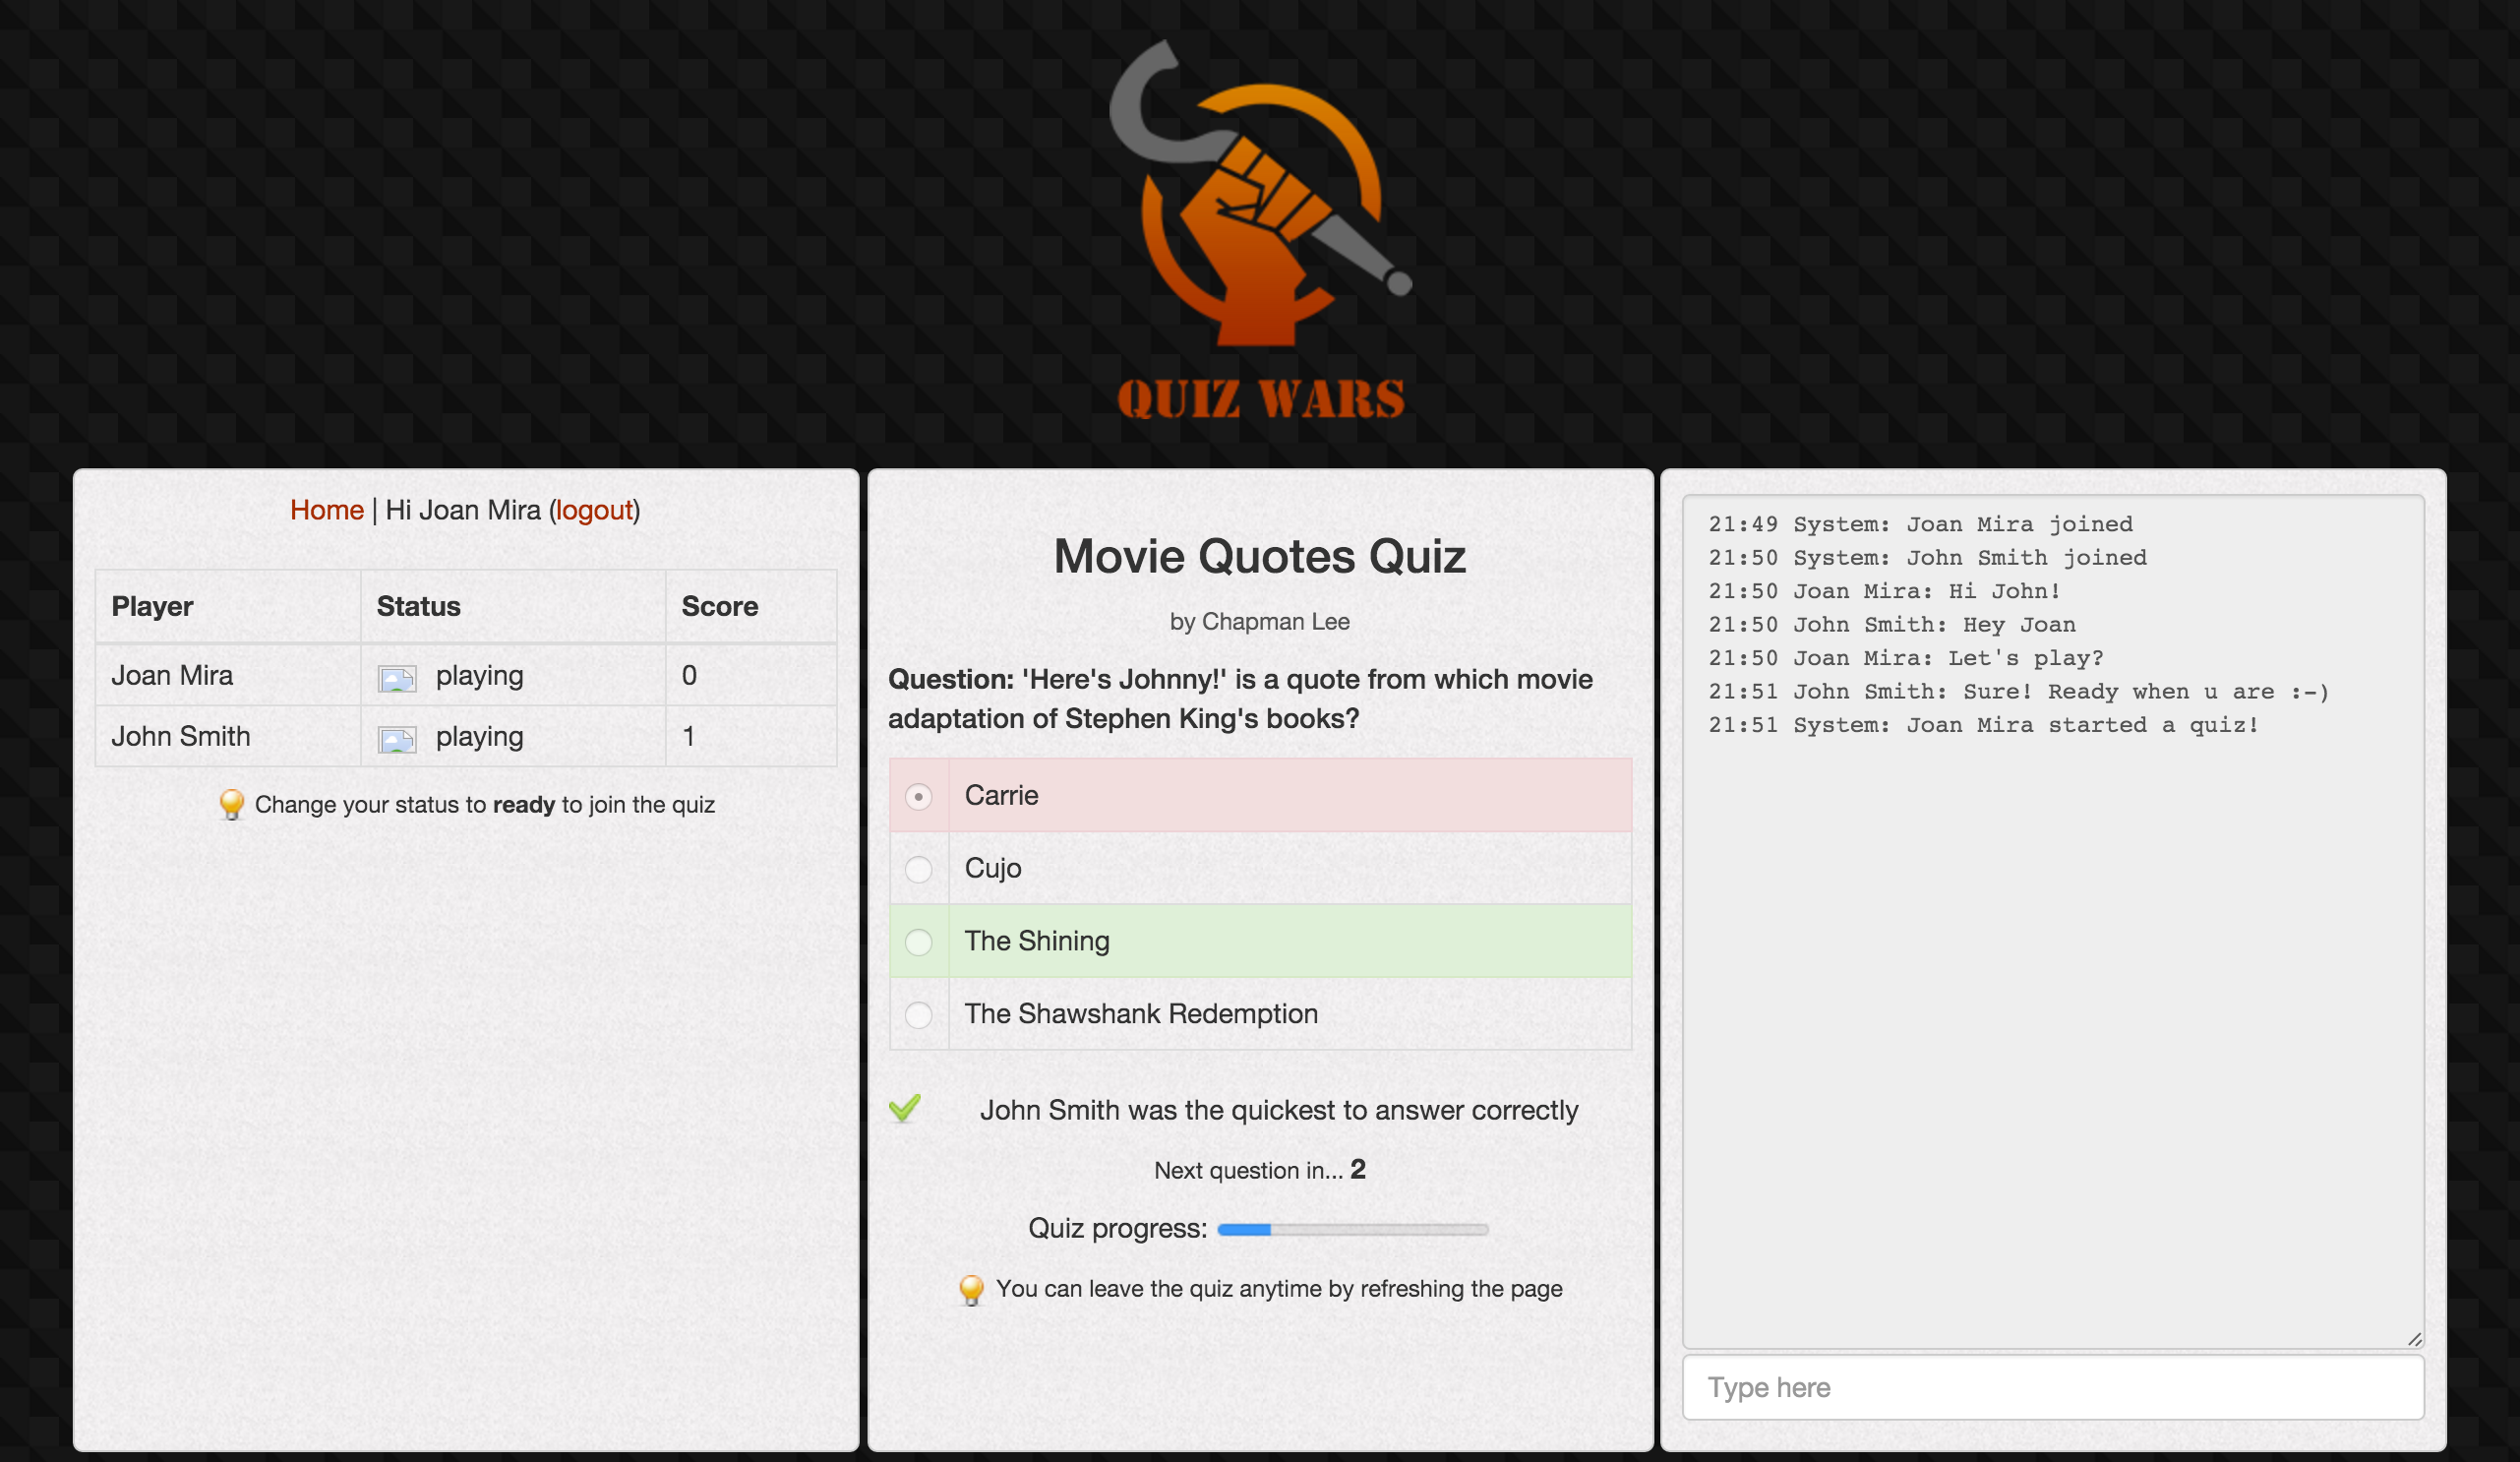 QUIZ WARS
Home | Hi Joan Mira (logout)
Player Status Score
Joan Mira playing 0
John Smith playing 1
Change your status to ready to join the quiz
Movie Quotes Quiz
by Chapman Lee
Question: 'Here's Johnny!' is a quote from which movie
adaptation of Stephen King's books?
Carrie
Cujo
The Shining
The Shawshank Redemption
John Smith was the quickest to answer correctly
Next question in... 2
Quiz progress:
You can leave the quiz anytime by refreshing the page
21:49 System: Joan Mira joined
21:50 System: John Smith joined
21:50 Joan Mira: Hi John!
21:50 John Smith: Hey Joan
21:50 Joan Mira: Let's play?
21:51 John Smith: Sure! Ready when u are :-)
21:51 System: Joan Mira started a quiz!
Type here